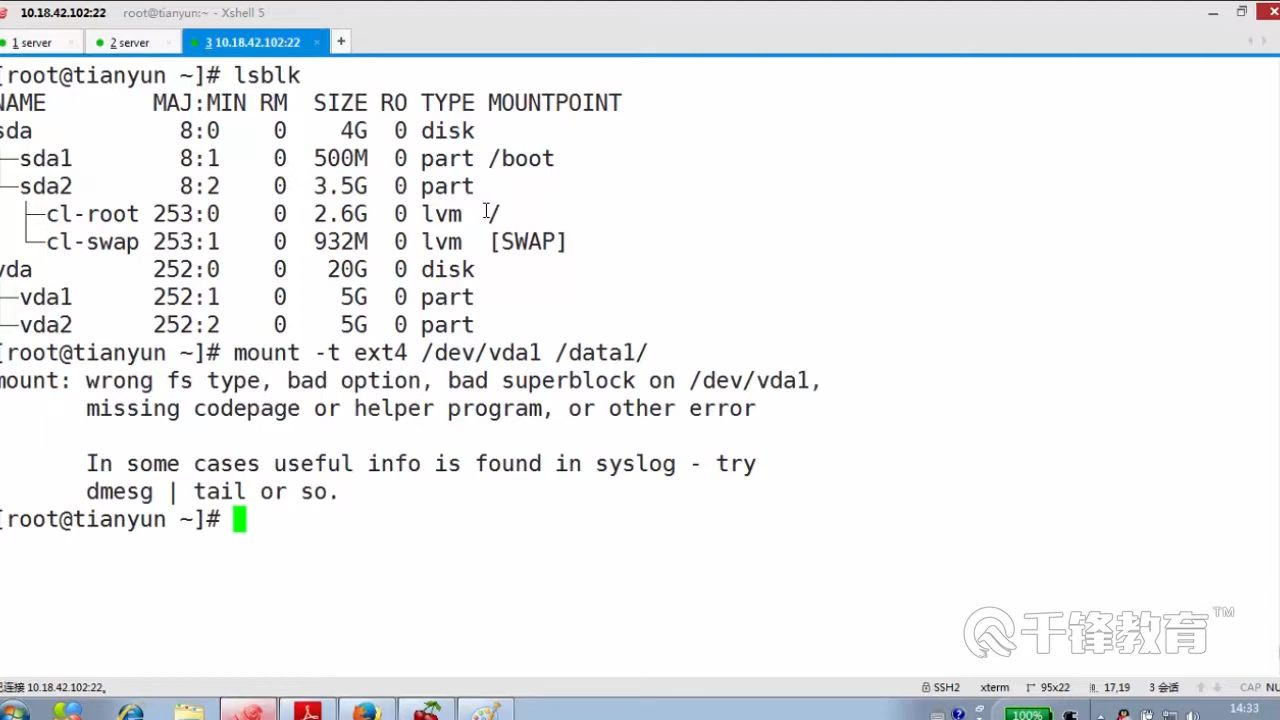 10.18.42.102:22 root@tianyun:~ - Xshell 5
1 server × 2 server × 3 10.18.42.102:22 × +
[root@tianyun ~]# lsblk
NAME MAJ:MIN RM SIZE RO TYPE MOUNTPOINT
sda 8:0 0 4G 0 disk
├─sda1 8:1 0 500M 0 part /boot
└─sda2 8:2 0 3.5G 0 part
├─cl-root 253:0 0 2.6G 0 lvm /
└─cl-swap 253:1 0 932M 0 lvm [SWAP]
vda 252:0 0 20G 0 disk
├─vda1 252:1 0 5G 0 part
└─vda2 252:2 0 5G 0 part
[root@tianyun ~]# mount -t ext4 /dev/vda1 /data1/
mount: wrong fs type, bad option, bad superblock on /dev/vda1,
missing codepage or helper program, or other error
In some cases useful info is found in syslog - try
dmesg | tail or so.
[root@tianyun ~]#
千锋教育™
已连接 10.18.42.102:22。 SSH2 xterm 95x22 17,19 3 会话 CAP NU
100% 14:33